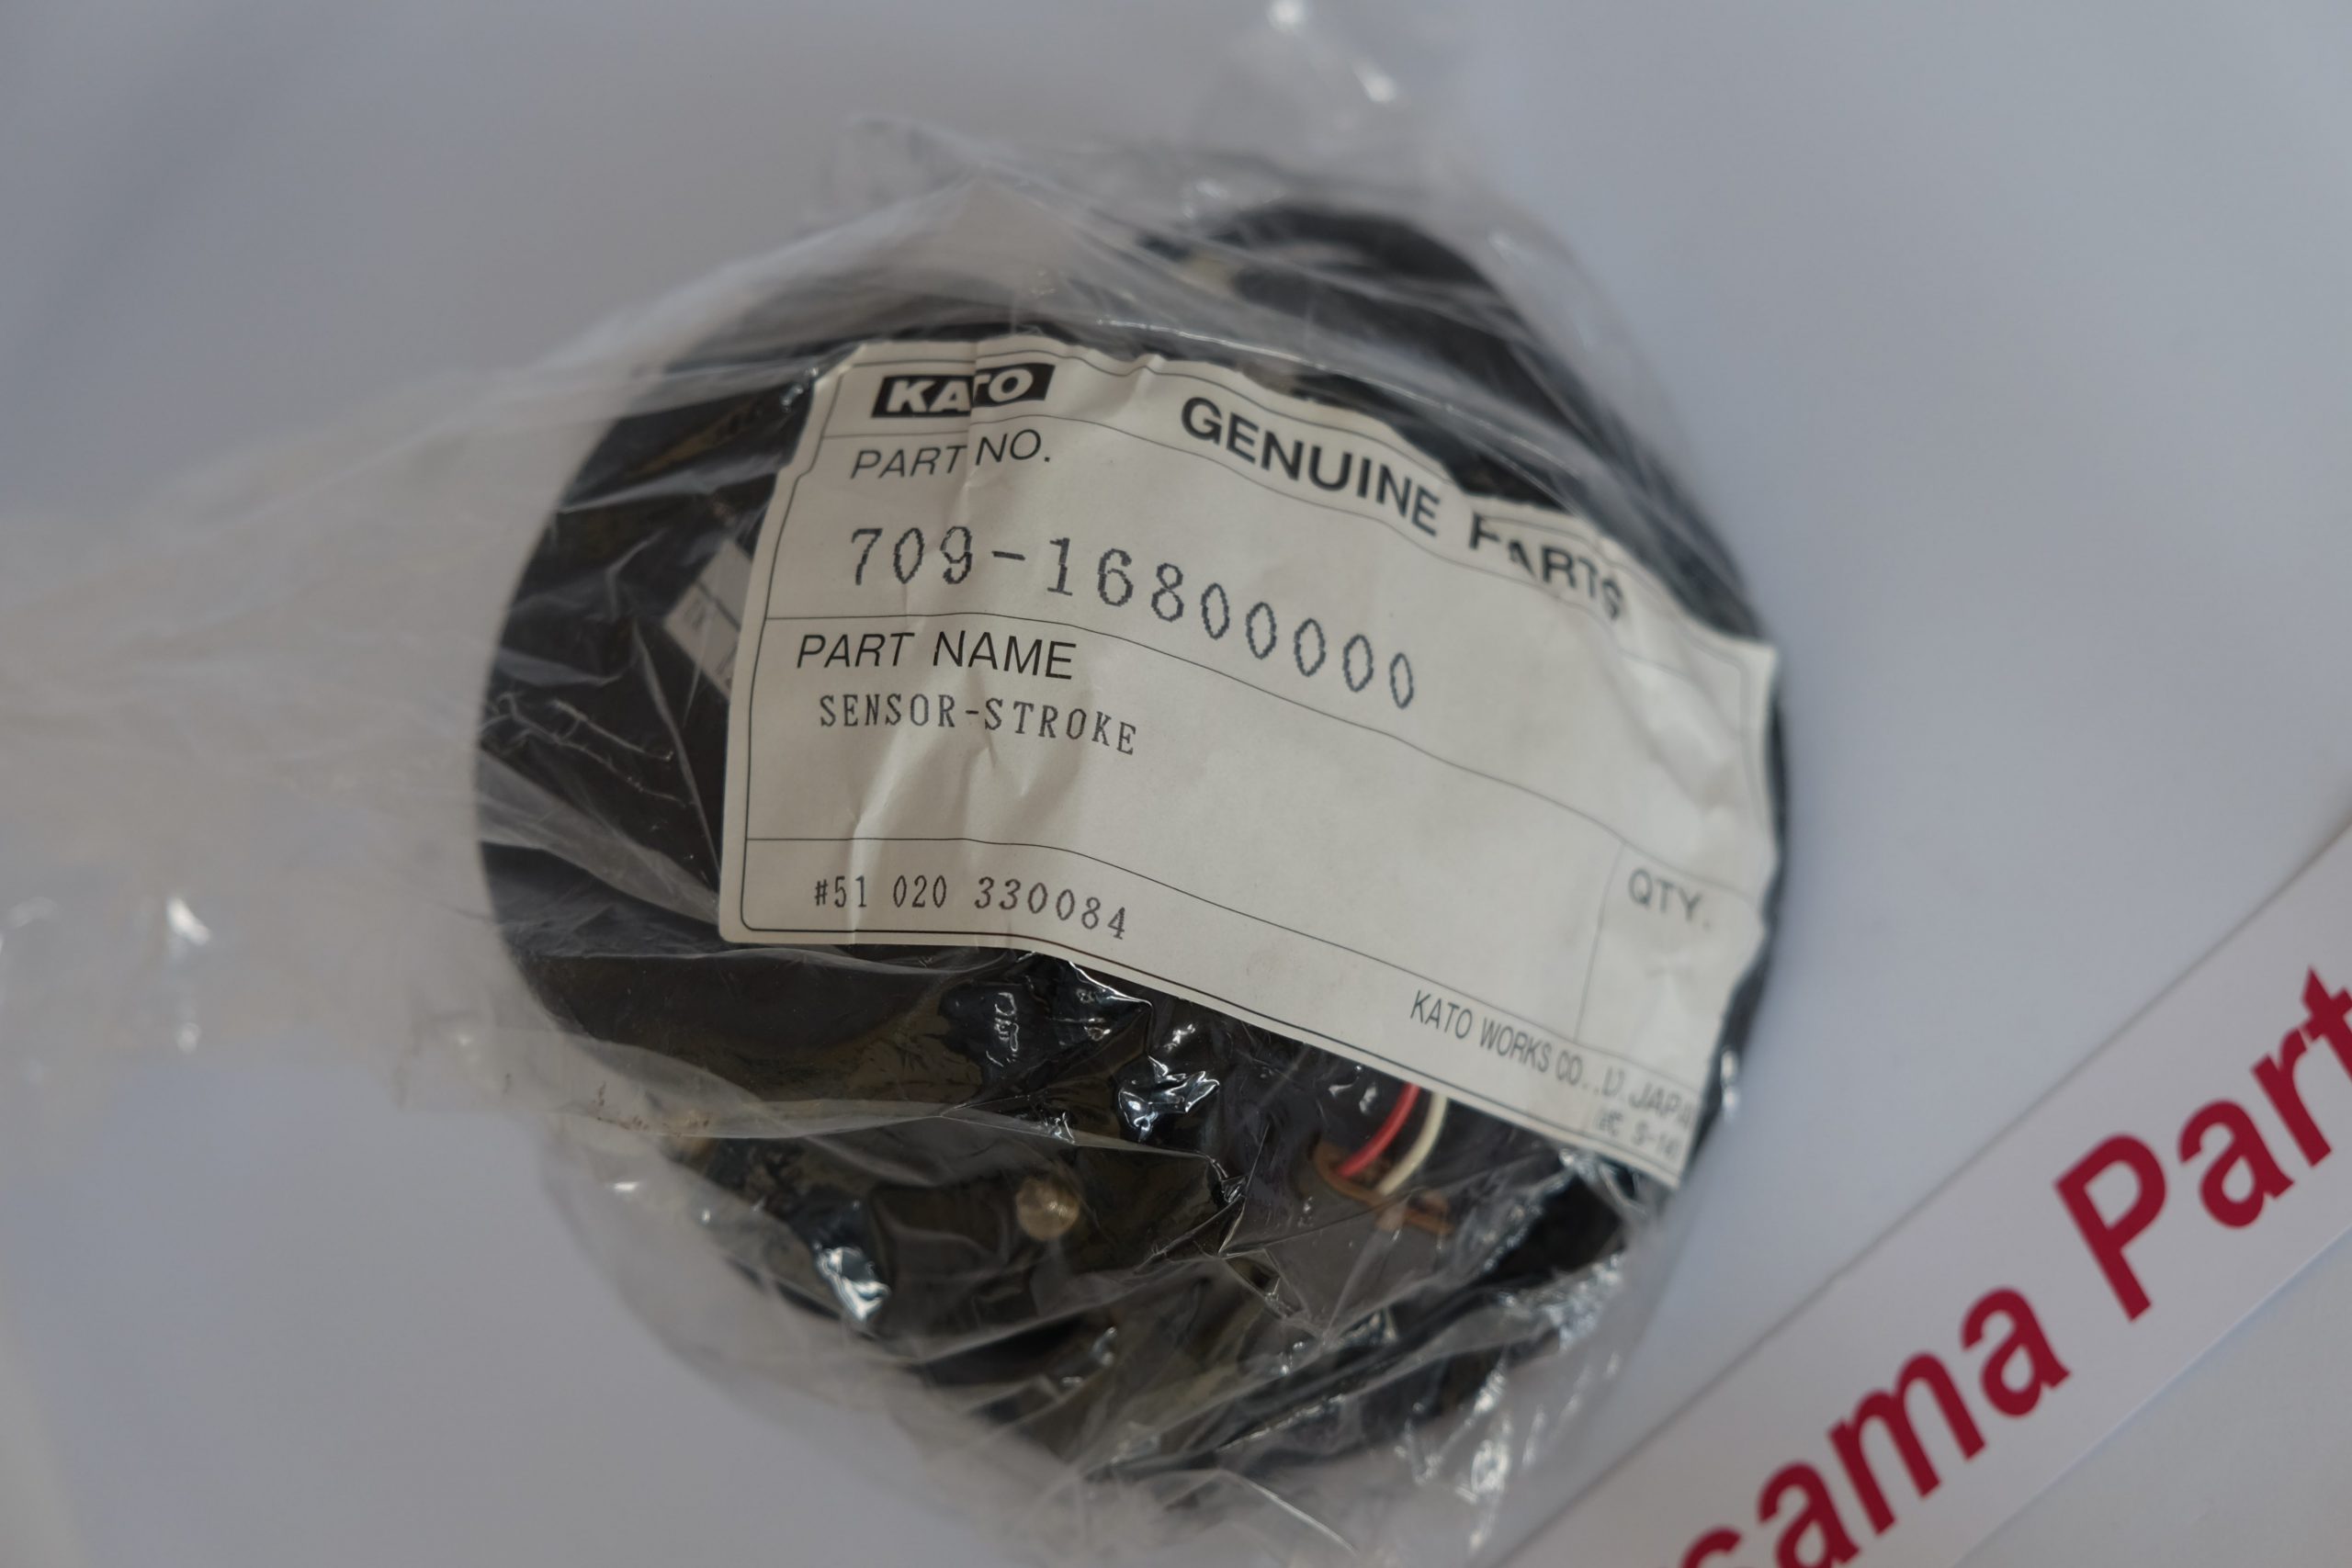 KATO GENUINE PARTS
PART NO.
709-16800000
PART NAME
SENSOR-STROKE
QTY.
#51 020 330084
KATO WORKS CO.,
sama Part